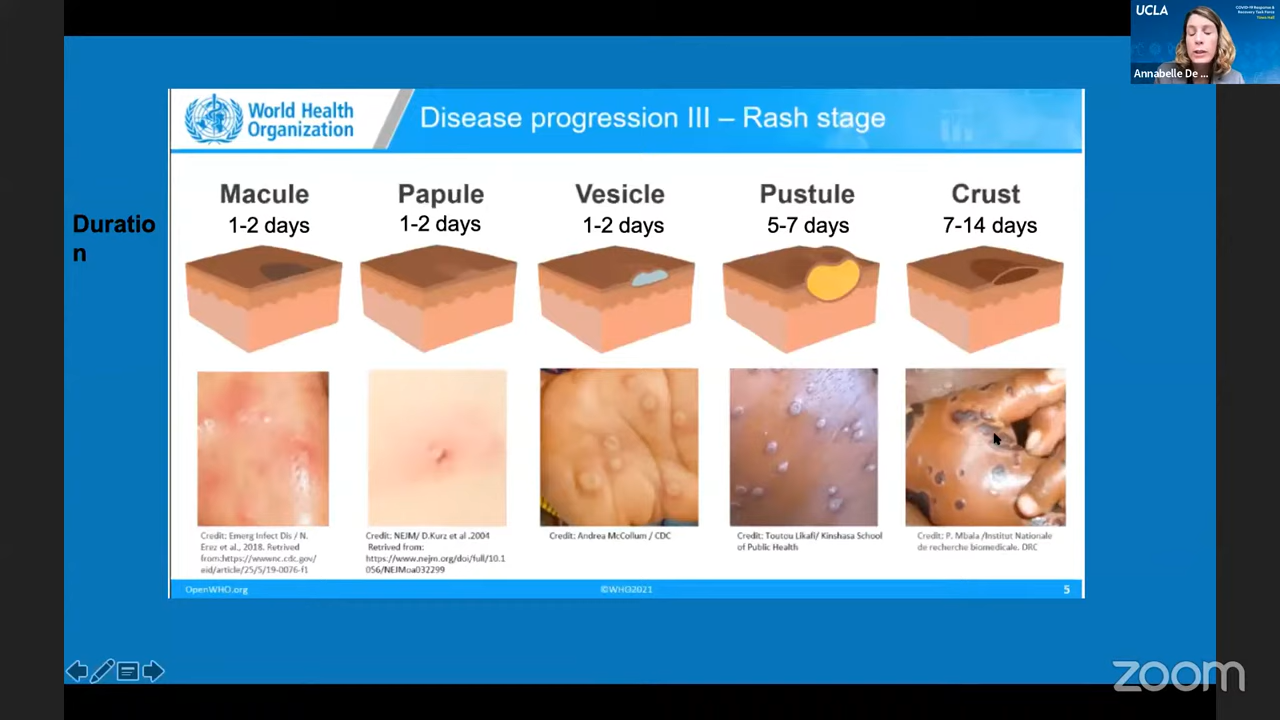 UCLA
COVID-19 Response &
Recovery Task Force
Town Hall
Annabelle De ...
World Health
Organization
Disease progression III – Rash stage
Duratio
n
Macule
1-2 days
Papule
1-2 days
Vesicle
1-2 days
Pustule
5-7 days
Crust
7-14 days
Credit: Emerg Infect Dis / N.
Erez et al., 2018. Retrived
from:https://wwwnc.cdc.gov/
eid/article/25/5/19-0076-f1
Credit: NEJM/ D.Kurz et al .2004
Retrived from:
https://www.nejm.org/doi/full/10.1
056/NEJMoa032299
Credit: Andrea McCollum / CDC
Credit: Toutou Likafi/ Kinshasa School
of Public Health
Credit: P. Mbala /Institut Nationale
de recherche biomedicale. DRC
OpenWHO.org
©WHO2021
5
zoom